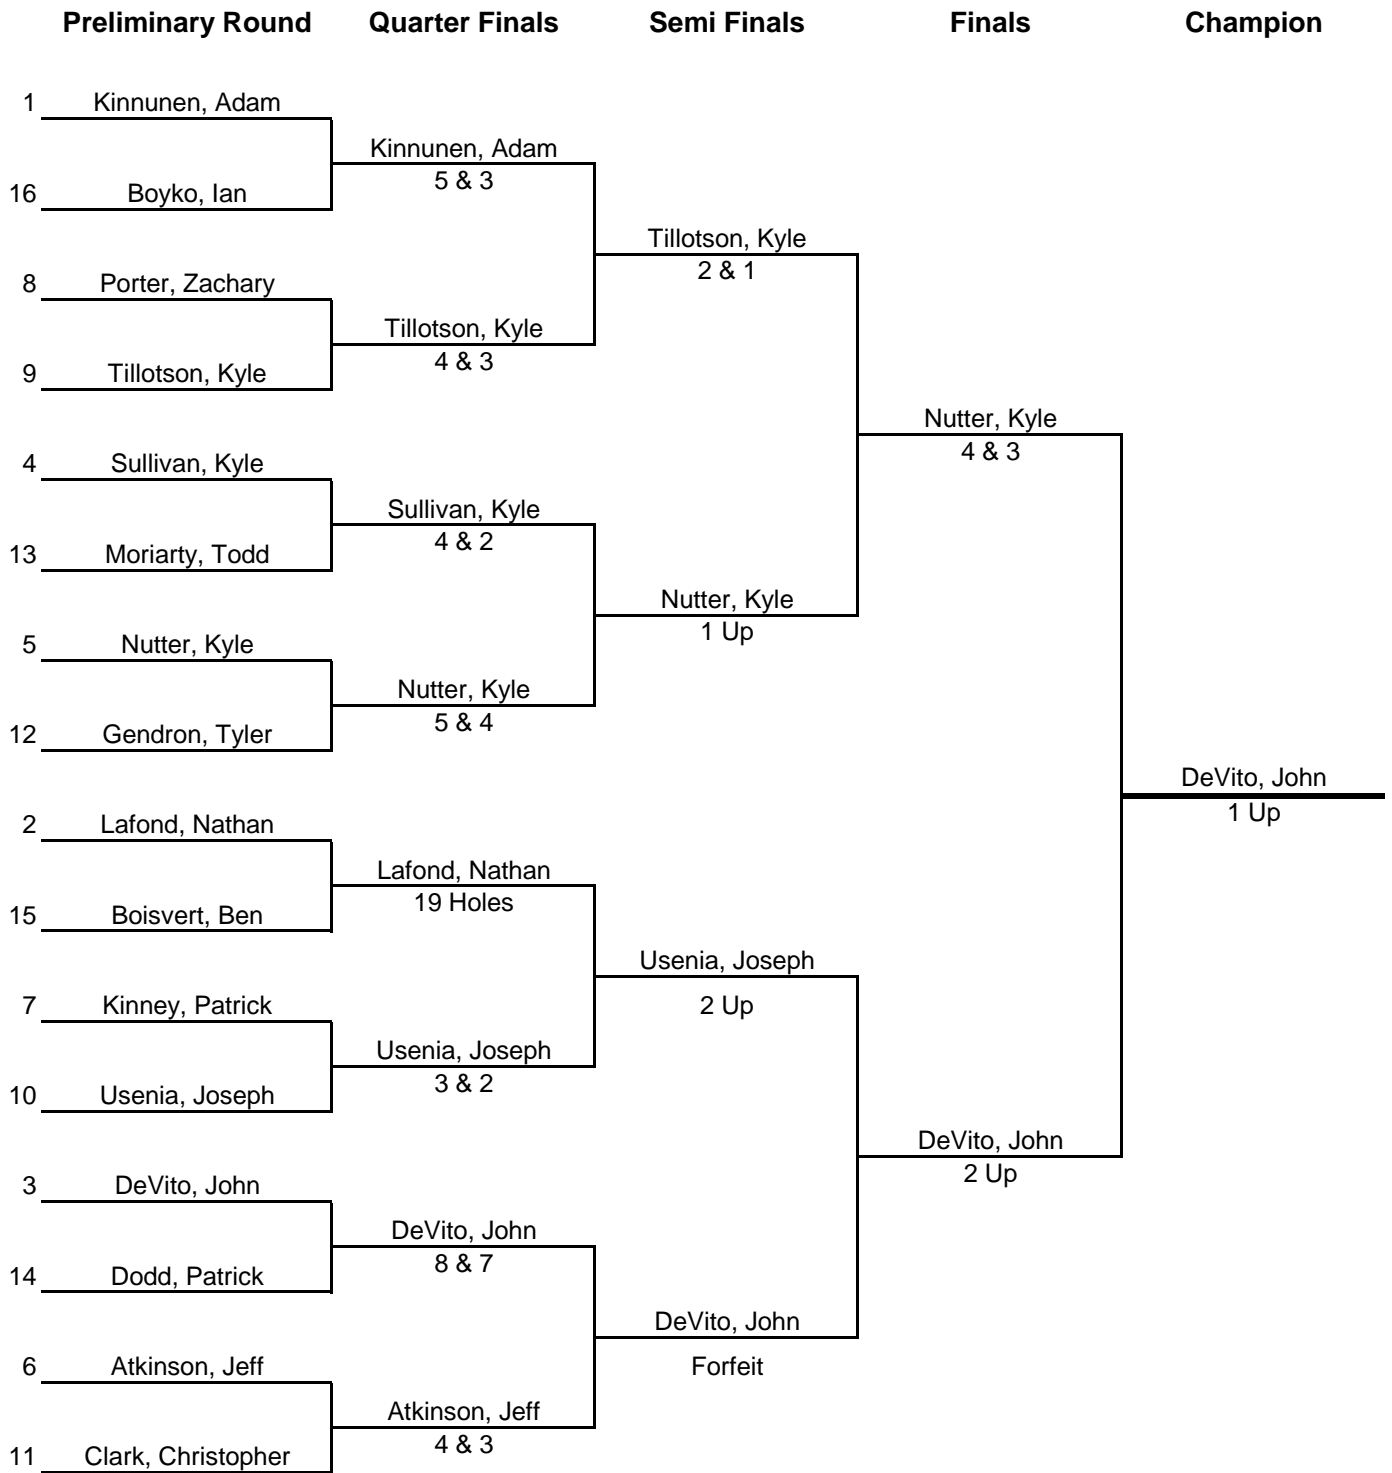 Preliminary Round Quarter Finals Semi Finals Finals Champion
1 Kinnunen, Adam
Kinnunen, Adam
5 & 3
16 Boyko, Ian
Tillotson, Kyle
2 & 1
8 Porter, Zachary
Tillotson, Kyle
4 & 3
9 Tillotson, Kyle
Nutter, Kyle
4 & 3
4 Sullivan, Kyle
Sullivan, Kyle
4 & 2
13 Moriarty, Todd
Nutter, Kyle
1 Up
5 Nutter, Kyle
Nutter, Kyle
5 & 4
12 Gendron, Tyler
DeVito, John
1 Up
2 Lafond, Nathan
Lafond, Nathan
19 Holes
15 Boisvert, Ben
Usenia, Joseph
2 Up
7 Kinney, Patrick
Usenia, Joseph
3 & 2
10 Usenia, Joseph
DeVito, John
2 Up
3 DeVito, John
DeVito, John
8 & 7
14 Dodd, Patrick
DeVito, John
Forfeit
6 Atkinson, Jeff
Atkinson, Jeff
4 & 3
11 Clark, Christopher